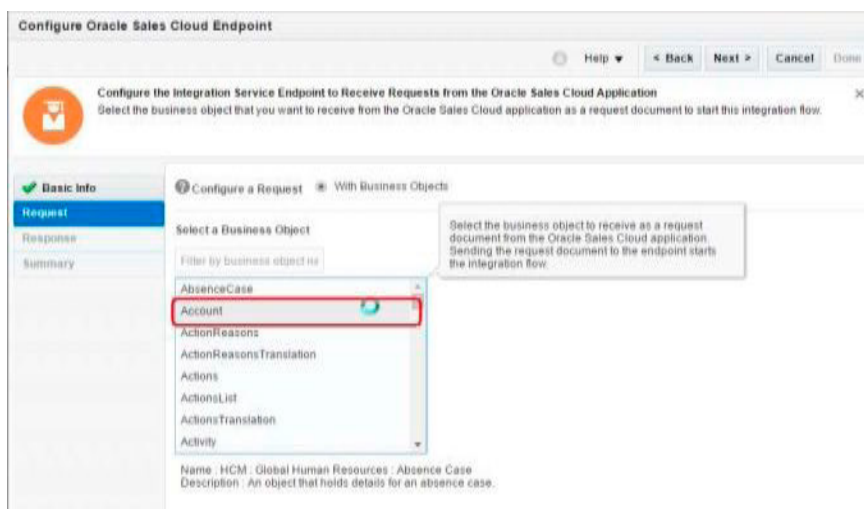 Configure Oracle Sales Cloud Endpoint
Help
< Back
Next >
Cancel
Done
Configure the Integration Service Endpoint to Receive Requests from the Oracle Sales Cloud Application
Select the business object that you want to receive from the Oracle Sales Cloud application as a request document to start this integration flow.
Basic Info
Request
Response
Summary
Configure a Request
With Business Objects
Select a Business Object
Filter by business object na
Select the business object to receive as a request
document from the Oracle Sales Cloud application.
Sending the request document to the endpoint starts
the integration flow.
AbsenceCase
Account
ActionReasons
ActionReasonsTranslation
Actions
ActionsList
ActionsTranslation
Activity
Name : HCM : Global Human Resources : Absence Case
Description : An object that holds details for an absence case.